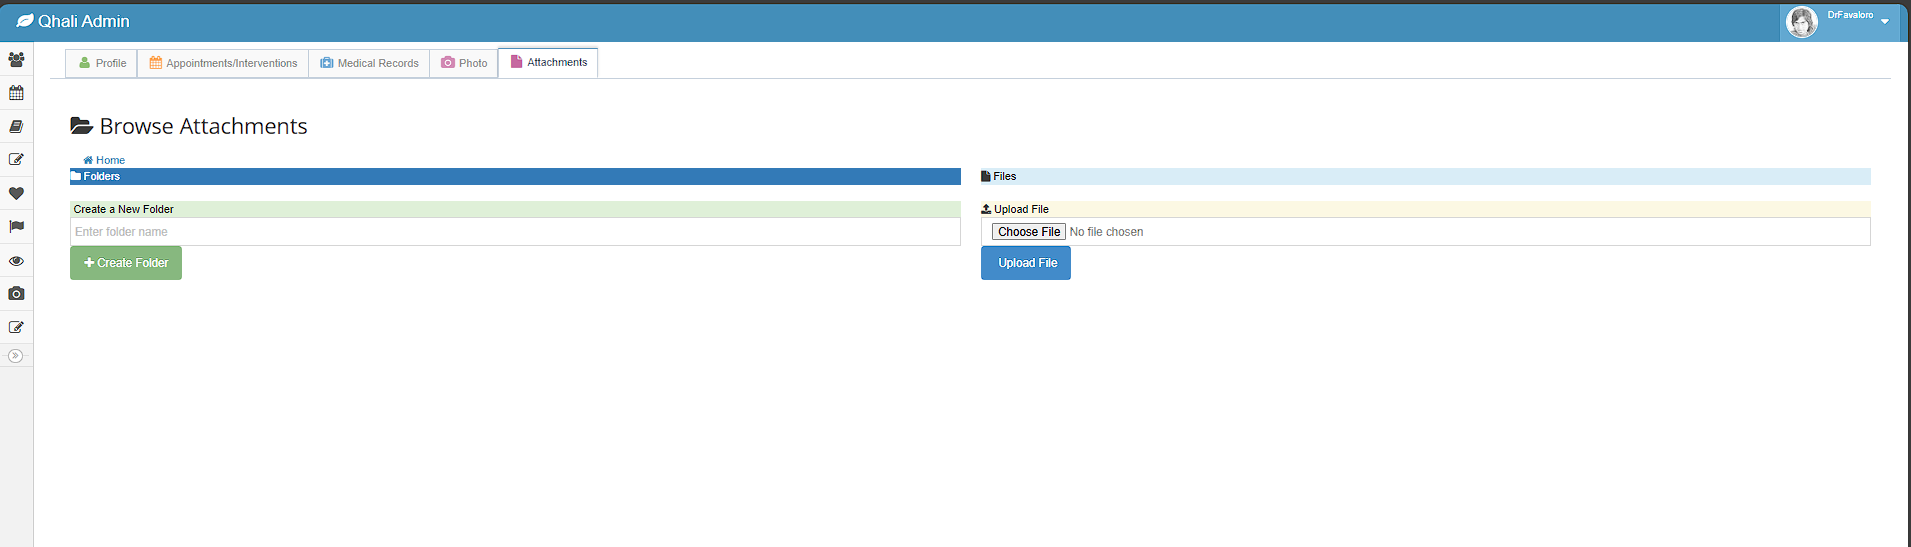 Qhali Admin
DrFavaloro
Profile
Appointments/Interventions
Medical Records
Photo
Attachments
Browse Attachments
Home
Folders
Files
Create a New Folder
Upload File
Enter folder name
Choose File No file chosen
Create Folder
Upload File